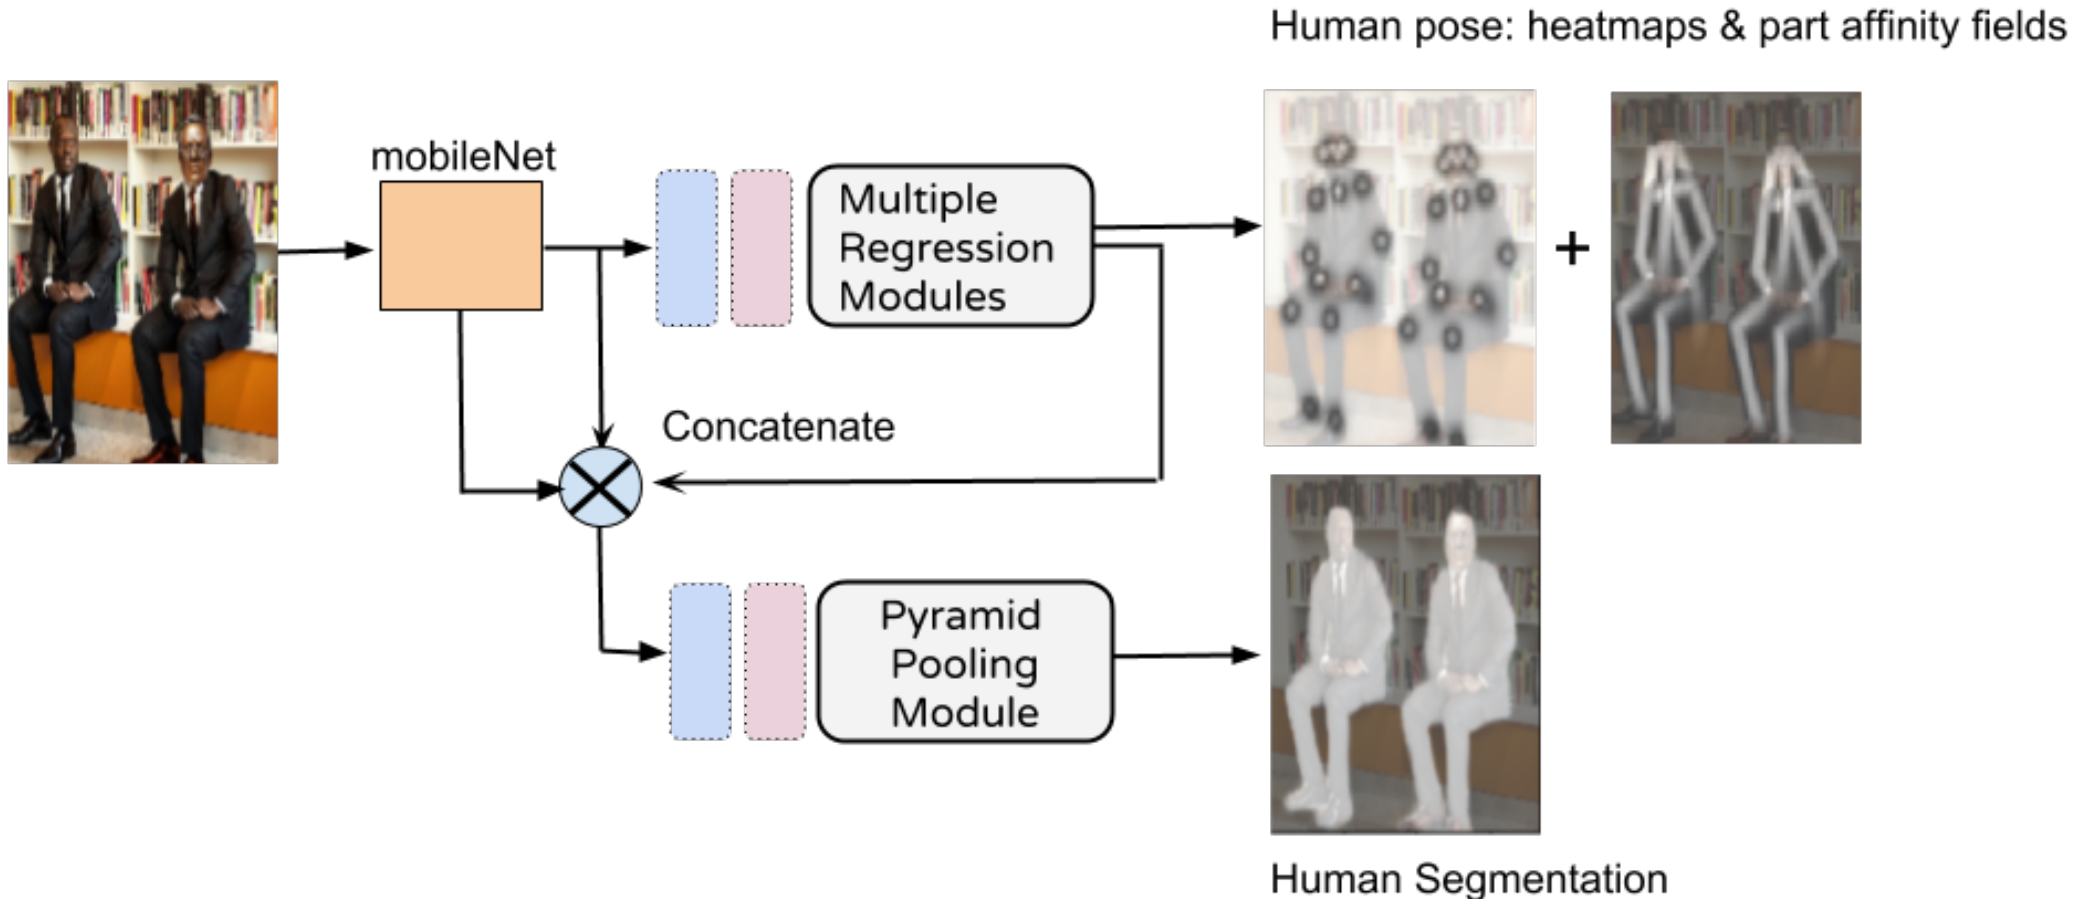 Human pose: heatmaps & part affinity fields
mobileNet
Multiple
Regression
Modules
+
Concatenate
Pyramid
Pooling
Module
Human Segmentation